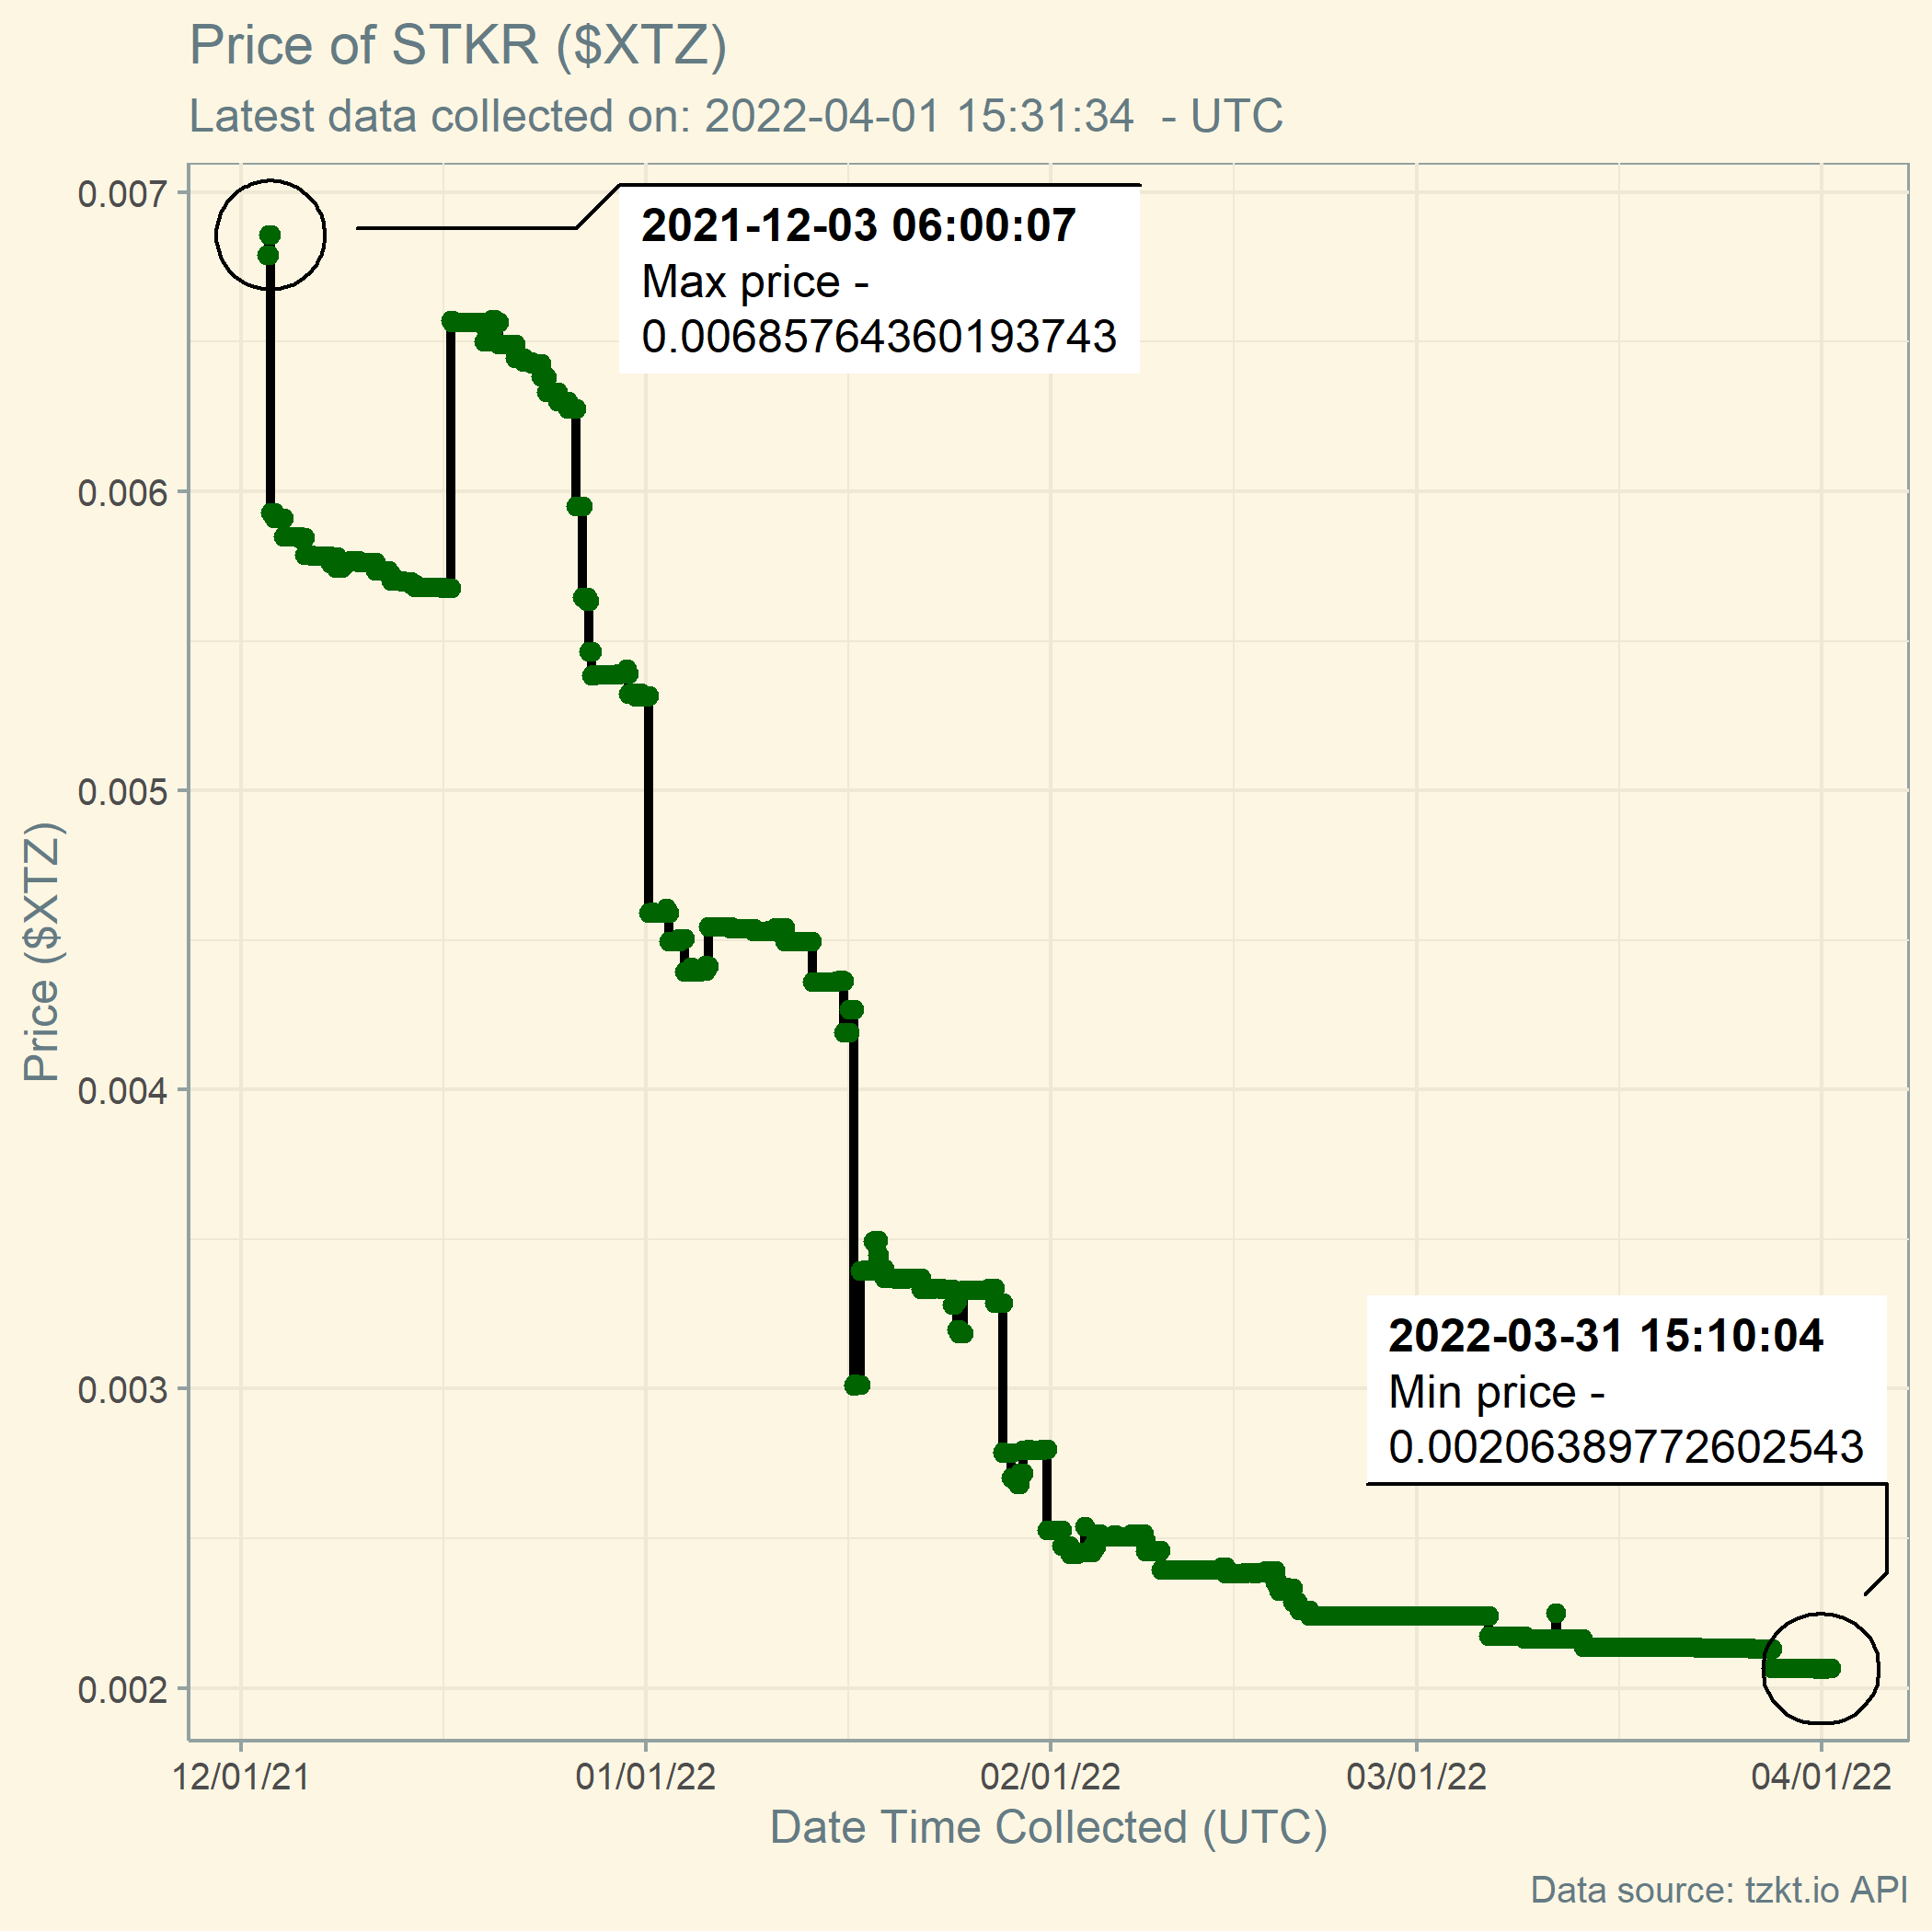 Price of STKR ($XTZ)
Latest data collected on: 2022-04-01 15:31:34  - UTC
0.007
0.006
0.005
0.004
0.003
0.002
Price ($XTZ)
2021-12-03 06:00:07
Max price -
0.00685764360193743
2022-03-31 15:10:04
Min price -
0.00206389772602543
12/01/21
01/01/22
02/01/22
03/01/22
04/01/22
Date Time Collected (UTC)
Data source: tzkt.io API